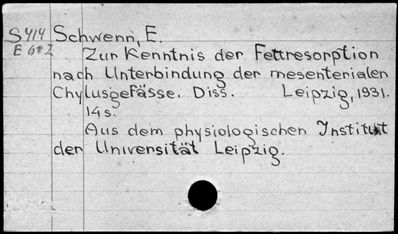 S414 Schwenn, E.
E 6*Z
Zur Kenntnis der Fettresorption
nach Unterbindung der mesenterialen
Chylusgefässe. Diss. Leipzig, 1931.
14 s.
Aus dem physiologischen Institut
der Universität Leipzig.